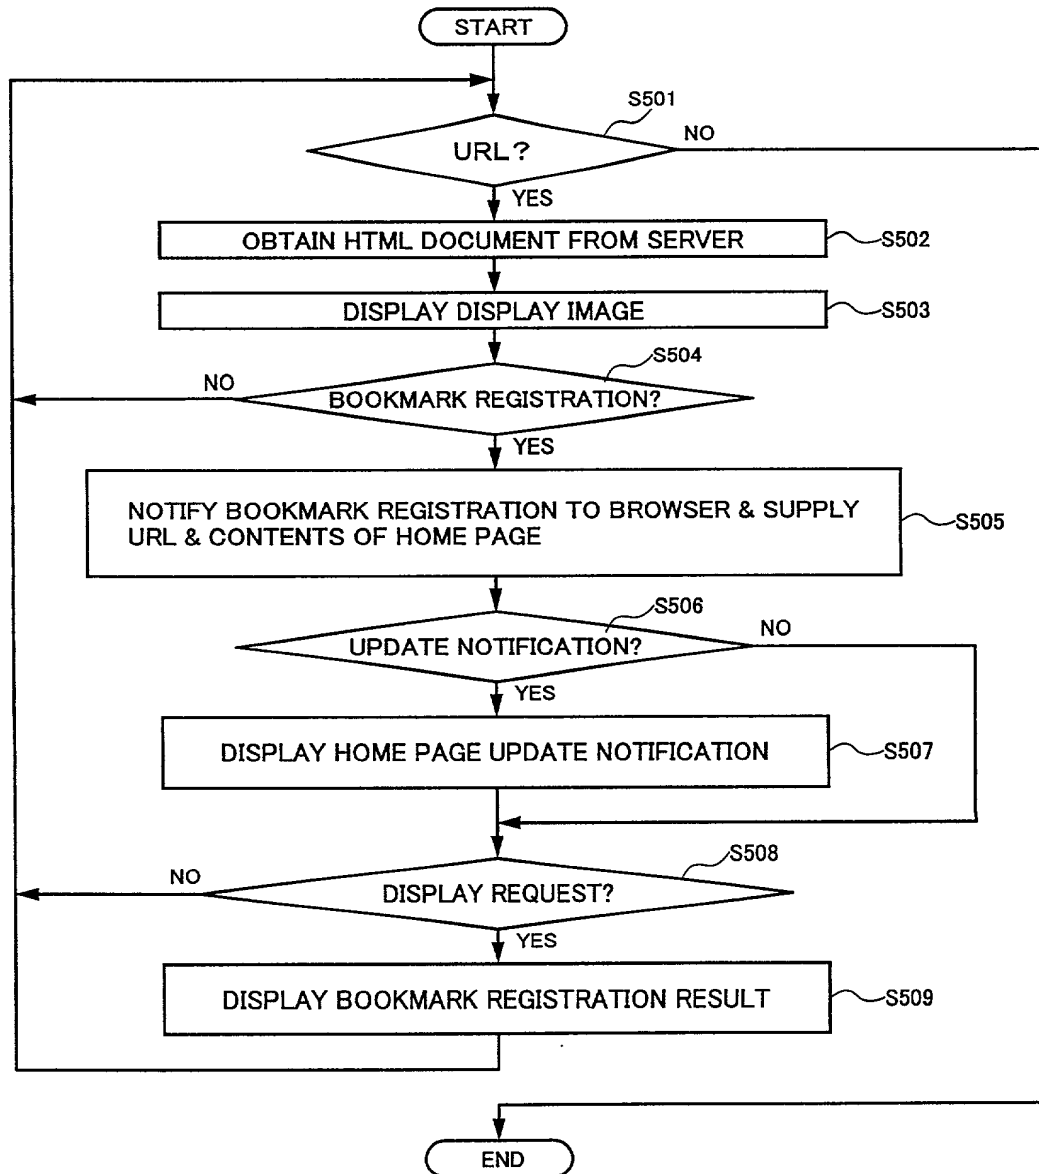 START
S501
URL?
NO
YES
OBTAIN HTML DOCUMENT FROM SERVER
S502
DISPLAY DISPLAY IMAGE
S503
S504
NO
BOOKMARK REGISTRATION?
YES
NOTIFY BOOKMARK REGISTRATION TO BROWSER & SUPPLY
URL & CONTENTS OF HOME PAGE
S505
S506
UPDATE NOTIFICATION?
NO
YES
DISPLAY HOME PAGE UPDATE NOTIFICATION
S507
S508
NO
DISPLAY REQUEST?
YES
DISPLAY BOOKMARK REGISTRATION RESULT
S509
END